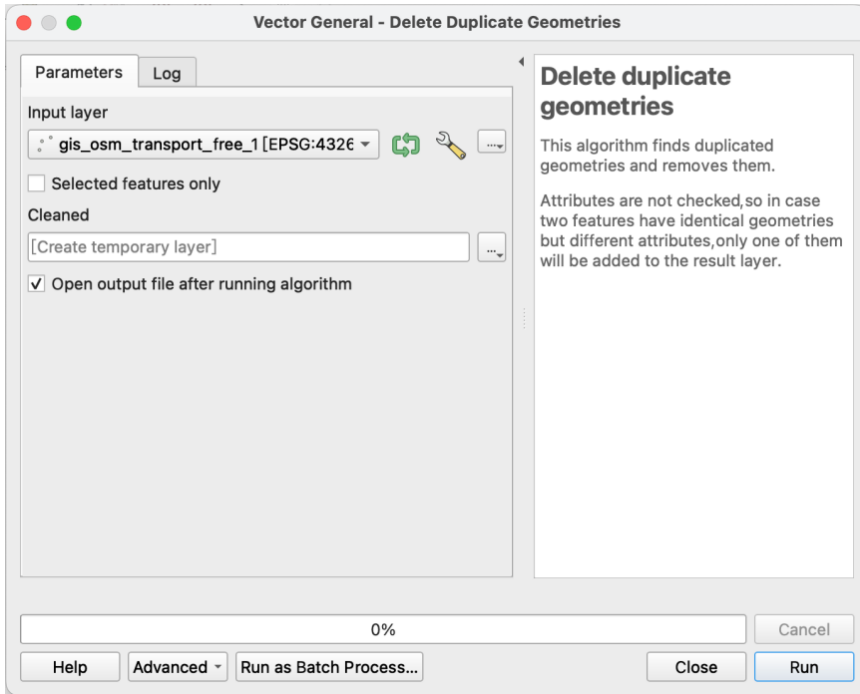 Vector General - Delete Duplicate Geometries
Parameters
Log
Input layer
gis_osm_transport_free_1 [EPSG:4326
...
Selected features only
Cleaned
[Create temporary layer]
...
Open output file after running algorithm
Delete duplicate
geometries
This algorithm finds duplicated
geometries and removes them.
Attributes are not checked,so in case
two features have identical geometries
but different attributes,only one of them
will be added to the result layer.
0%
Cancel
Help
Advanced
Run as Batch Process...
Close
Run